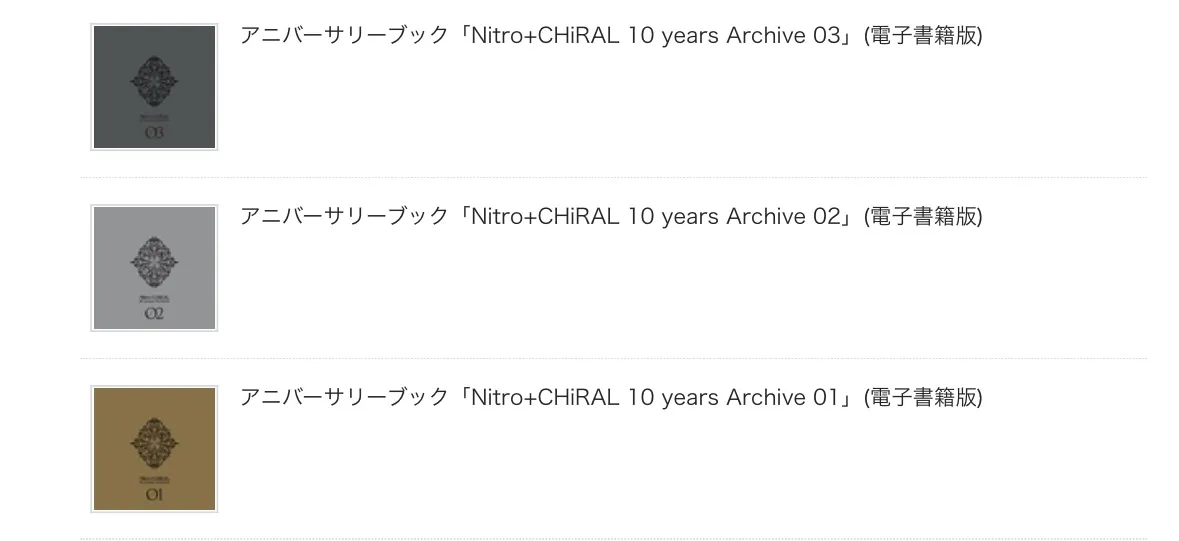 アニバーサリーブック「Nitro+CHiRAL 10 years Archive 03」(電子書籍版)
03
アニバーサリーブック「Nitro+CHiRAL 10 years Archive 02」(電子書籍版)
02
アニバーサリーブック「Nitro+CHiRAL 10 years Archive 01」(電子書籍版)
01